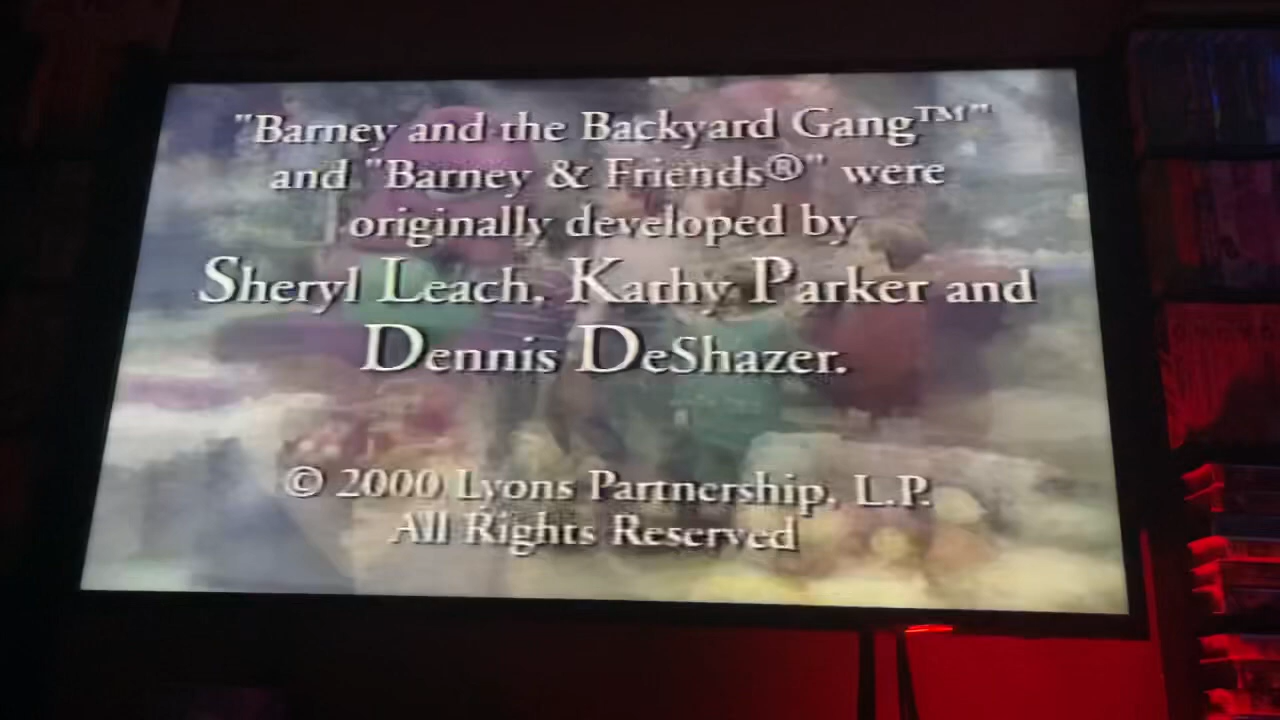 "Barney and the Backyard Gang™"
and "Barney & Friends®" were
originally developed by
Sheryl Leach, Kathy Parker and
Dennis DeShazer.
© 2000 Lyons Partnership, L.P.
All Rights Reserved